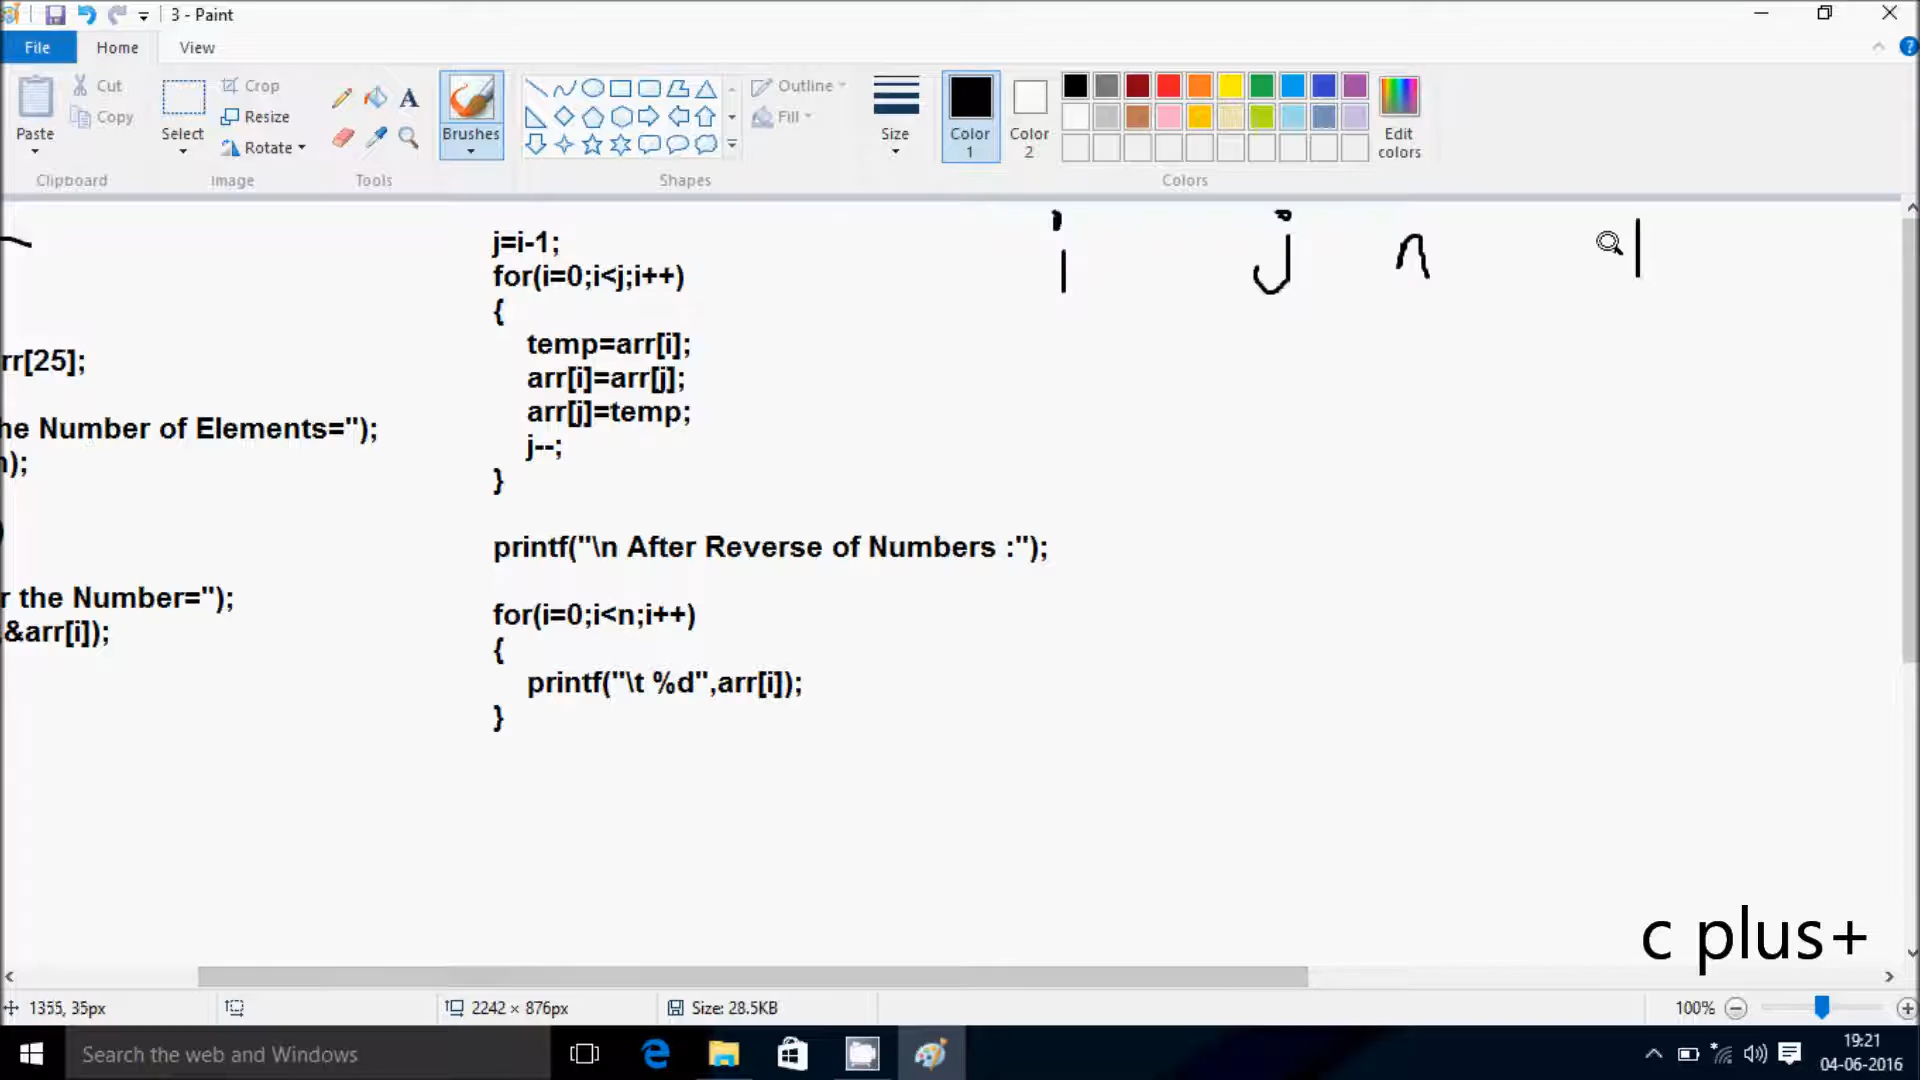 3 - Paint
File Home View
Paste Cut Copy Clipboard
Select Crop Resize Rotate Image
Tools
Brushes
Outline Fill Shapes
Size
Color 1 Color 2
Edit colors
Colors
i j n
rr[25];
he Number of Elements=");
n);
r the Number=");
,&arr[i]);
j=i-1;
for(i=0;i<j;i++)
{
temp=arr[i];
arr[i]=arr[j];
arr[j]=temp;
j--;
}
printf("\n After Reverse of Numbers :");
for(i=0;i<n;i++)
{
printf("\t %d",arr[i]);
}
c plus+
1355, 35px 2242 × 876px Size: 28.5KB 100%
Search the web and Windows
19:21
04-06-2016